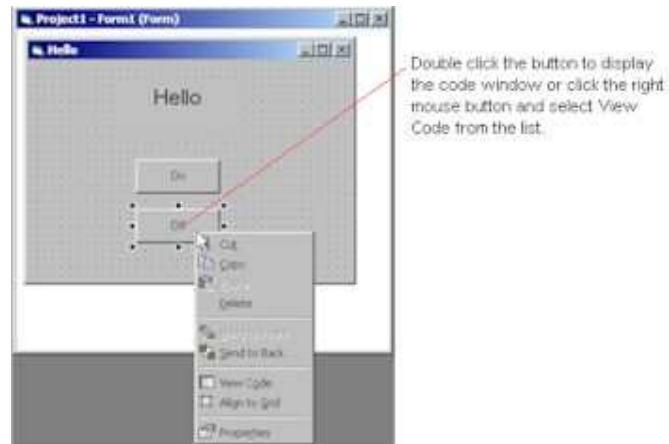 Project1 - Form1 (Form)
Hello
Double click the button to display
the code window or click the right
mouse button and select View
Code from the list.
Hello
On
Off
Cut
Copy
Delete
Send to Back
View Code
Align to Grid
Properties